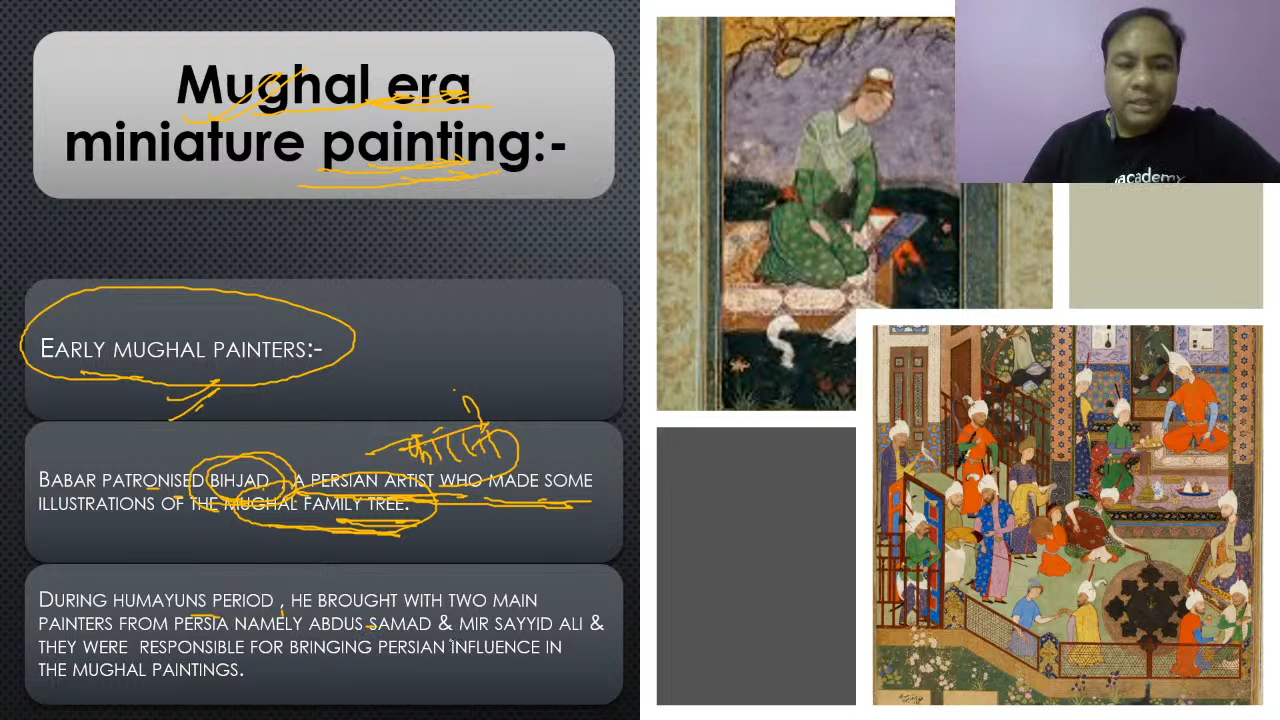 Mughal era
miniature painting:-
EARLY MUGHAL PAINTERS:-
BABAR PATRONISED BIHJAD A PERSIAN ARTIST WHO MADE SOME
ILLUSTRATIONS OF THE MUGHAL FAMILY TREE.
DURING HUMAYUNS PERIOD , HE BROUGHT WITH TWO MAIN
PAINTERS FROM PERSIA NAMELY ABDUS SAMAD & MIR SAYYID ALI &
THEY WERE RESPONSIBLE FOR BRINGING PERSIAN INFLUENCE IN
THE MUGHAL PAINTINGS.
academy